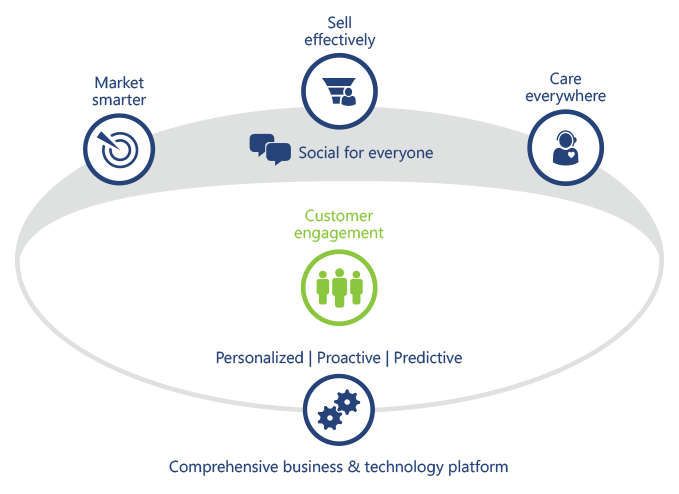 Sell
effectively
Market
smarter
Care
everywhere
Social for everyone
Customer
engagement
Personalized | Proactive | Predictive
Comprehensive business & technology platform